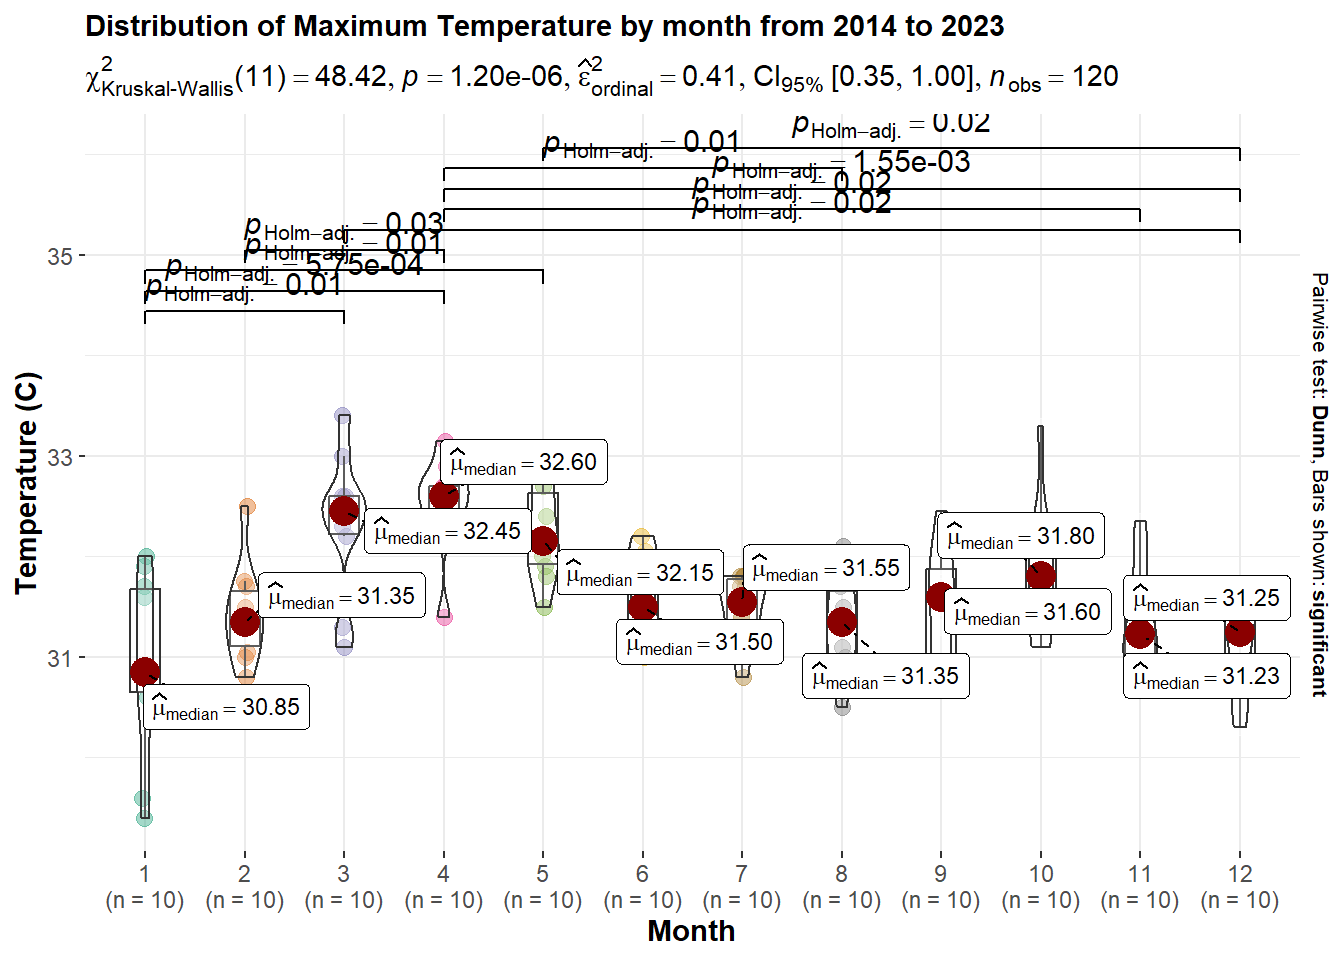 Distribution of Maximum Temperature by month from 2014 to 2023
χ²Kruskal-Wallis(11) = 48.42, p = 1.20e-06, ε̂²ordinal = 0.41, CI95% [0.35, 1.00], nobs = 120
pHolm−adj. = 0.02
pHolm−adj. = 0.01
pHolm−adj. = 1.55e-03
pHolm−adj. = 0.02
pHolm−adj. = 0.02
pHolm−adj. = 0.03
pHolm−adj. = 0.01
pHolm−adj. = 5.75e-04
pHolm−adj. = 0.01
35
33
31
Temperature (C)
μ̂median = 30.85
μ̂median = 31.35
μ̂median = 32.45
μ̂median = 32.60
μ̂median = 32.15
μ̂median = 31.50
μ̂median = 31.55
μ̂median = 31.35
μ̂median = 31.60
μ̂median = 31.80
μ̂median = 31.23
μ̂median = 31.25
Pairwise test: Dunn, Bars shown: significant
1 2 3 4 5 6 7 8 9 10 11 12
(n = 10) (n = 10) (n = 10) (n = 10) (n = 10) (n = 10) (n = 10) (n = 10) (n = 10) (n = 10) (n = 10) (n = 10)
Month